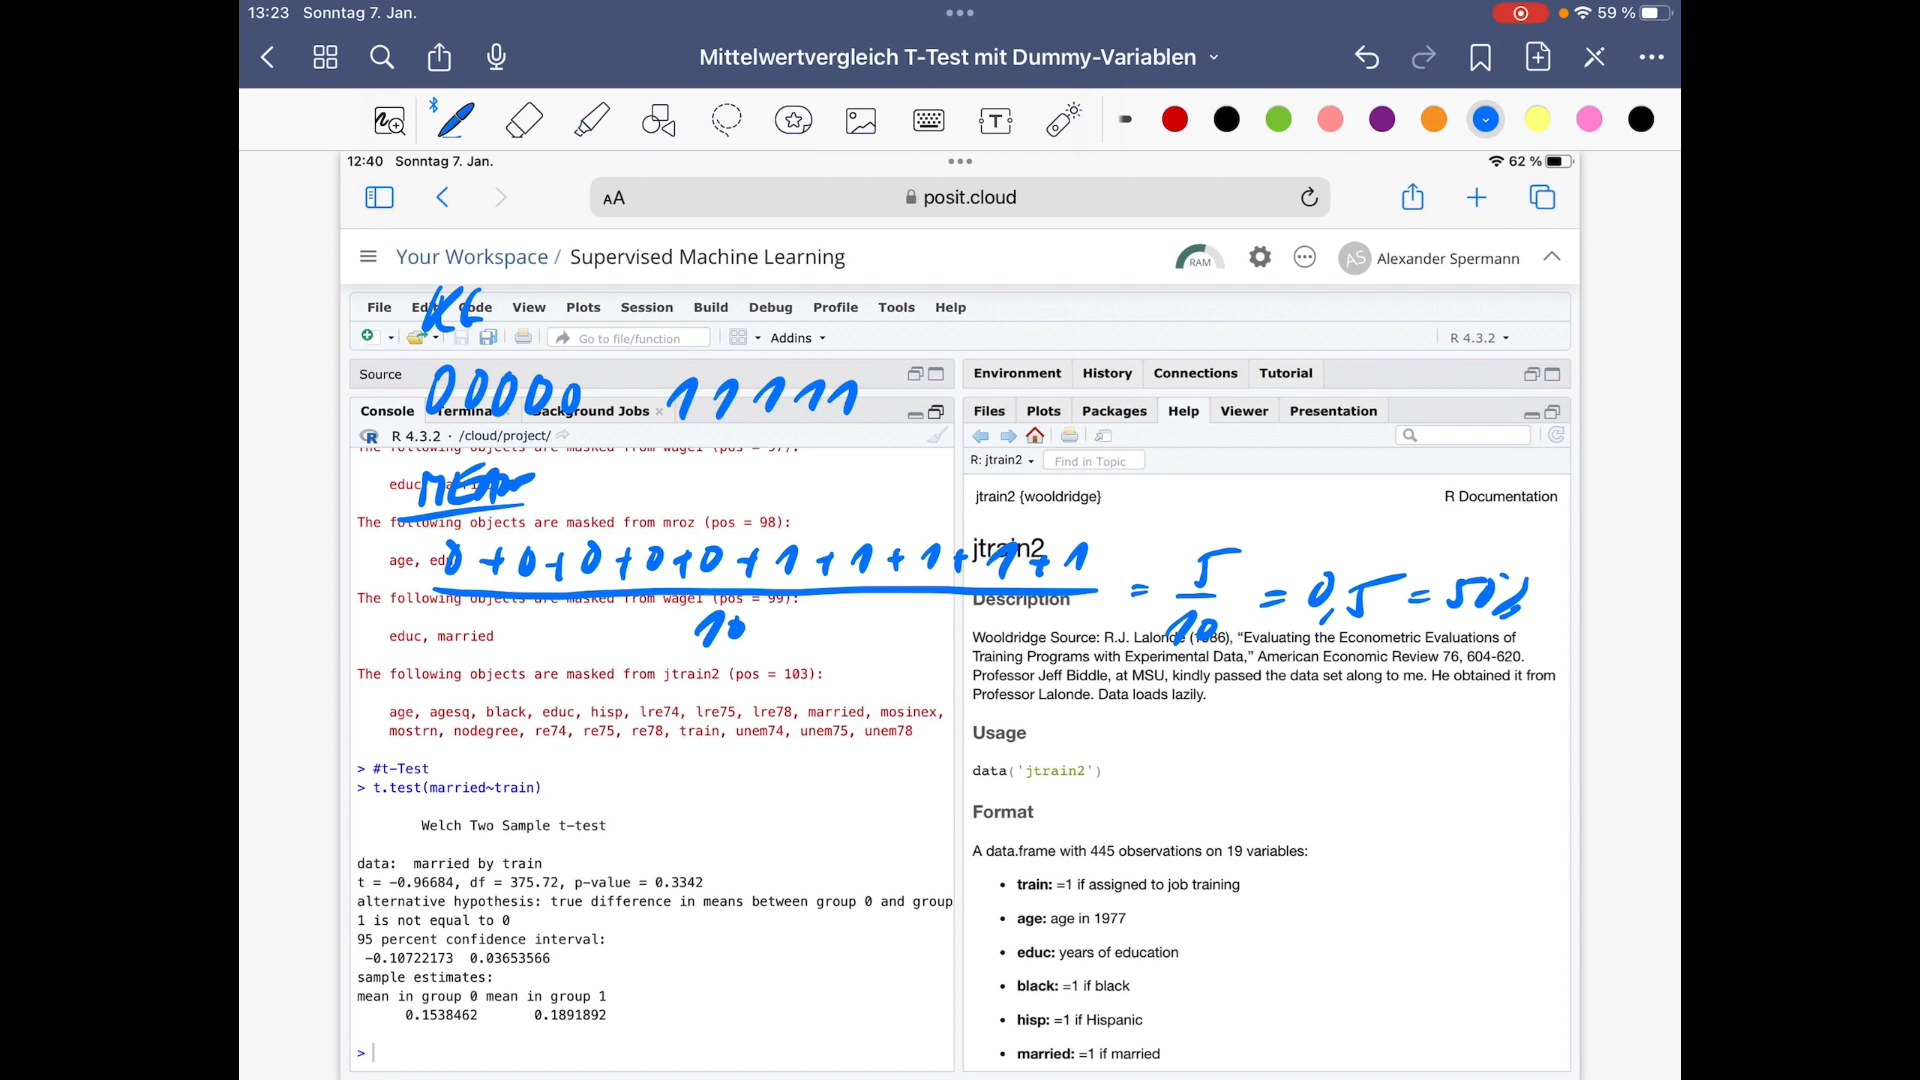 13:23 Sonntag 7. Jan. 59 %
Mittelwertvergleich T-Test mit Dummy-Variablen
12:40 Sonntag 7. Jan. 62 %
AA posit.cloud
Your Workspace / Supervised Machine Learning RAM AS Alexander Spermann
File Edit Code View Plots Session Build Debug Profile Tools Help
KG
Go to file/function Addins R 4.3.2
Source
00000 11111
Environment History Connections Tutorial
Console Terminal Background Jobs
Files Plots Packages Help Viewer Presentation
R 4.3.2 · /cloud/project/
The following objects are masked from wage1 (pos = 97):
educ, married
MEAN
The following objects are masked from mroz (pos = 98):
age, educ
0+0+0+0+0+1+1+1+1+1
10
= 5/10 = 0,5 = 50%
The following objects are masked from wage1 (pos = 99):
educ, married
The following objects are masked from jtrain2 (pos = 103):
age, agesq, black, educ, hisp, lre74, lre75, lre78, married, mosinex,
mostrn, nodegree, re74, re75, re78, train, unem74, unem75, unem78
> #t-Test
> t.test(married~train)
Welch Two Sample t-test
data: married by train
t = -0.96684, df = 375.72, p-value = 0.3342
alternative hypothesis: true difference in means between group 0 and group
1 is not equal to 0
95 percent confidence interval:
-0.10722173 0.03653566
sample estimates:
mean in group 0 mean in group 1
0.1538462 0.1891892
>
R: jtrain2 Find in Topic
jtrain2 {wooldridge} R Documentation
jtrain2
Description
Wooldridge Source: R.J. Lalonde (1986), “Evaluating the Econometric Evaluations of
Training Programs with Experimental Data,” American Economic Review 76, 604-620.
Professor Jeff Biddle, at MSU, kindly passed the data set along to me. He obtained it from
Professor Lalonde. Data loads lazily.
Usage
data('jtrain2')
Format
A data.frame with 445 observations on 19 variables:
• train: =1 if assigned to job training
• age: age in 1977
• educ: years of education
• black: =1 if black
• hisp: =1 if Hispanic
• married: =1 if married